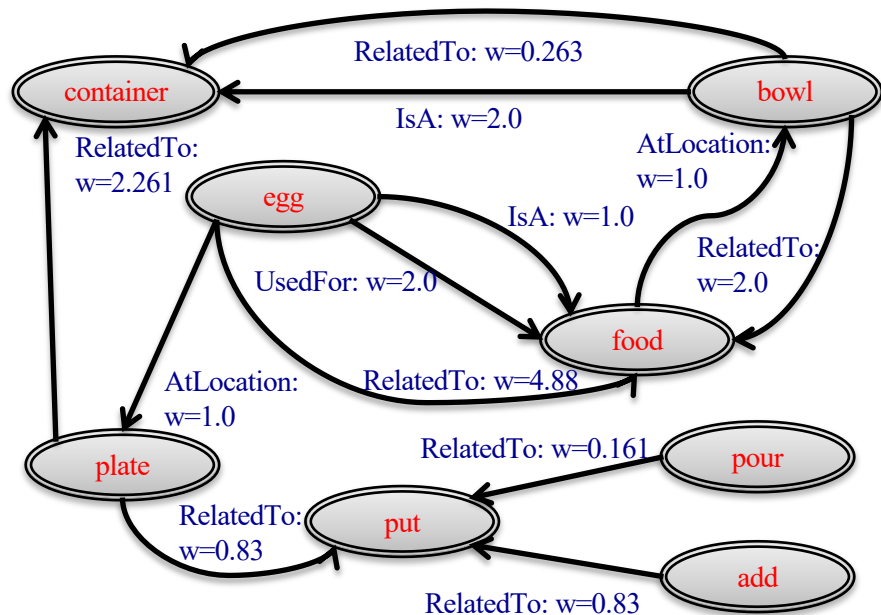 RelatedTo: w=0.263
container
bowl
IsA: w=2.0
RelatedTo:
w=2.261
AtLocation:
w=1.0
egg
IsA: w=1.0
RelatedTo:
w=2.0
UsedFor: w=2.0
food
RelatedTo: w=4.88
AtLocation:
w=1.0
RelatedTo: w=0.161
pour
plate
RelatedTo:
w=0.83
put
add
RelatedTo: w=0.83